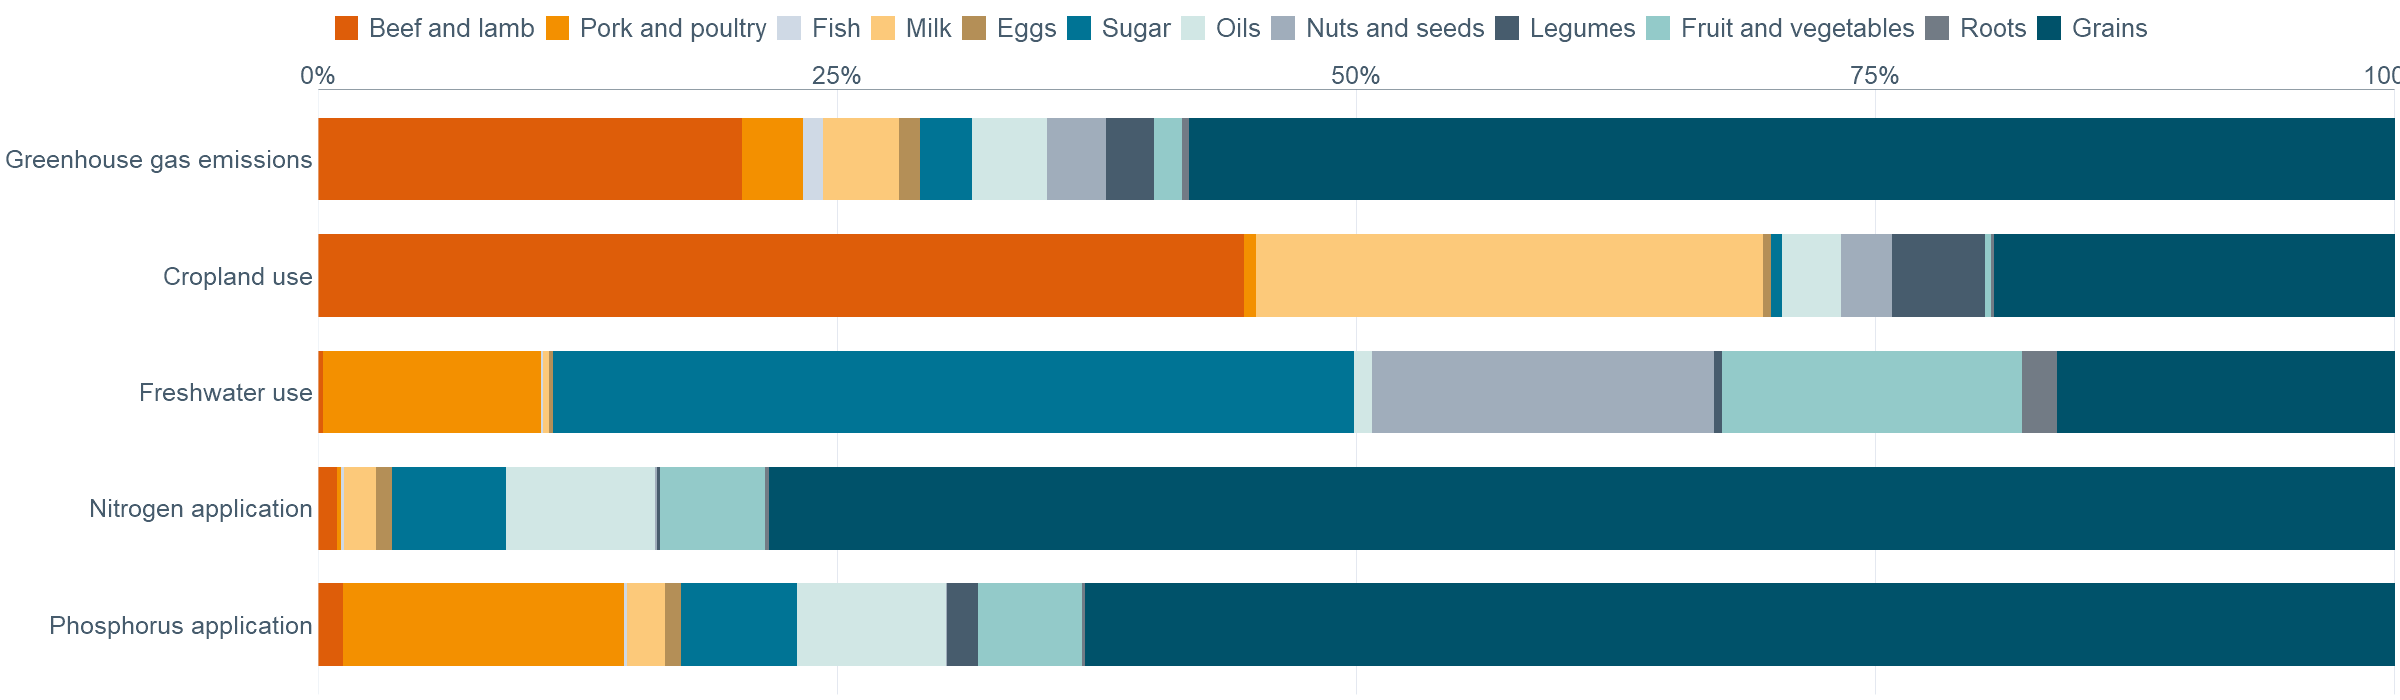 Beef and lamb Pork and poultry Fish Milk Eggs Sugar Oils Nuts and seeds Legumes Fruit and vegetables Roots Grains
0% 25% 50% 75% 100
Greenhouse gas emissions
Cropland use
Freshwater use
Nitrogen application
Phosphorus application